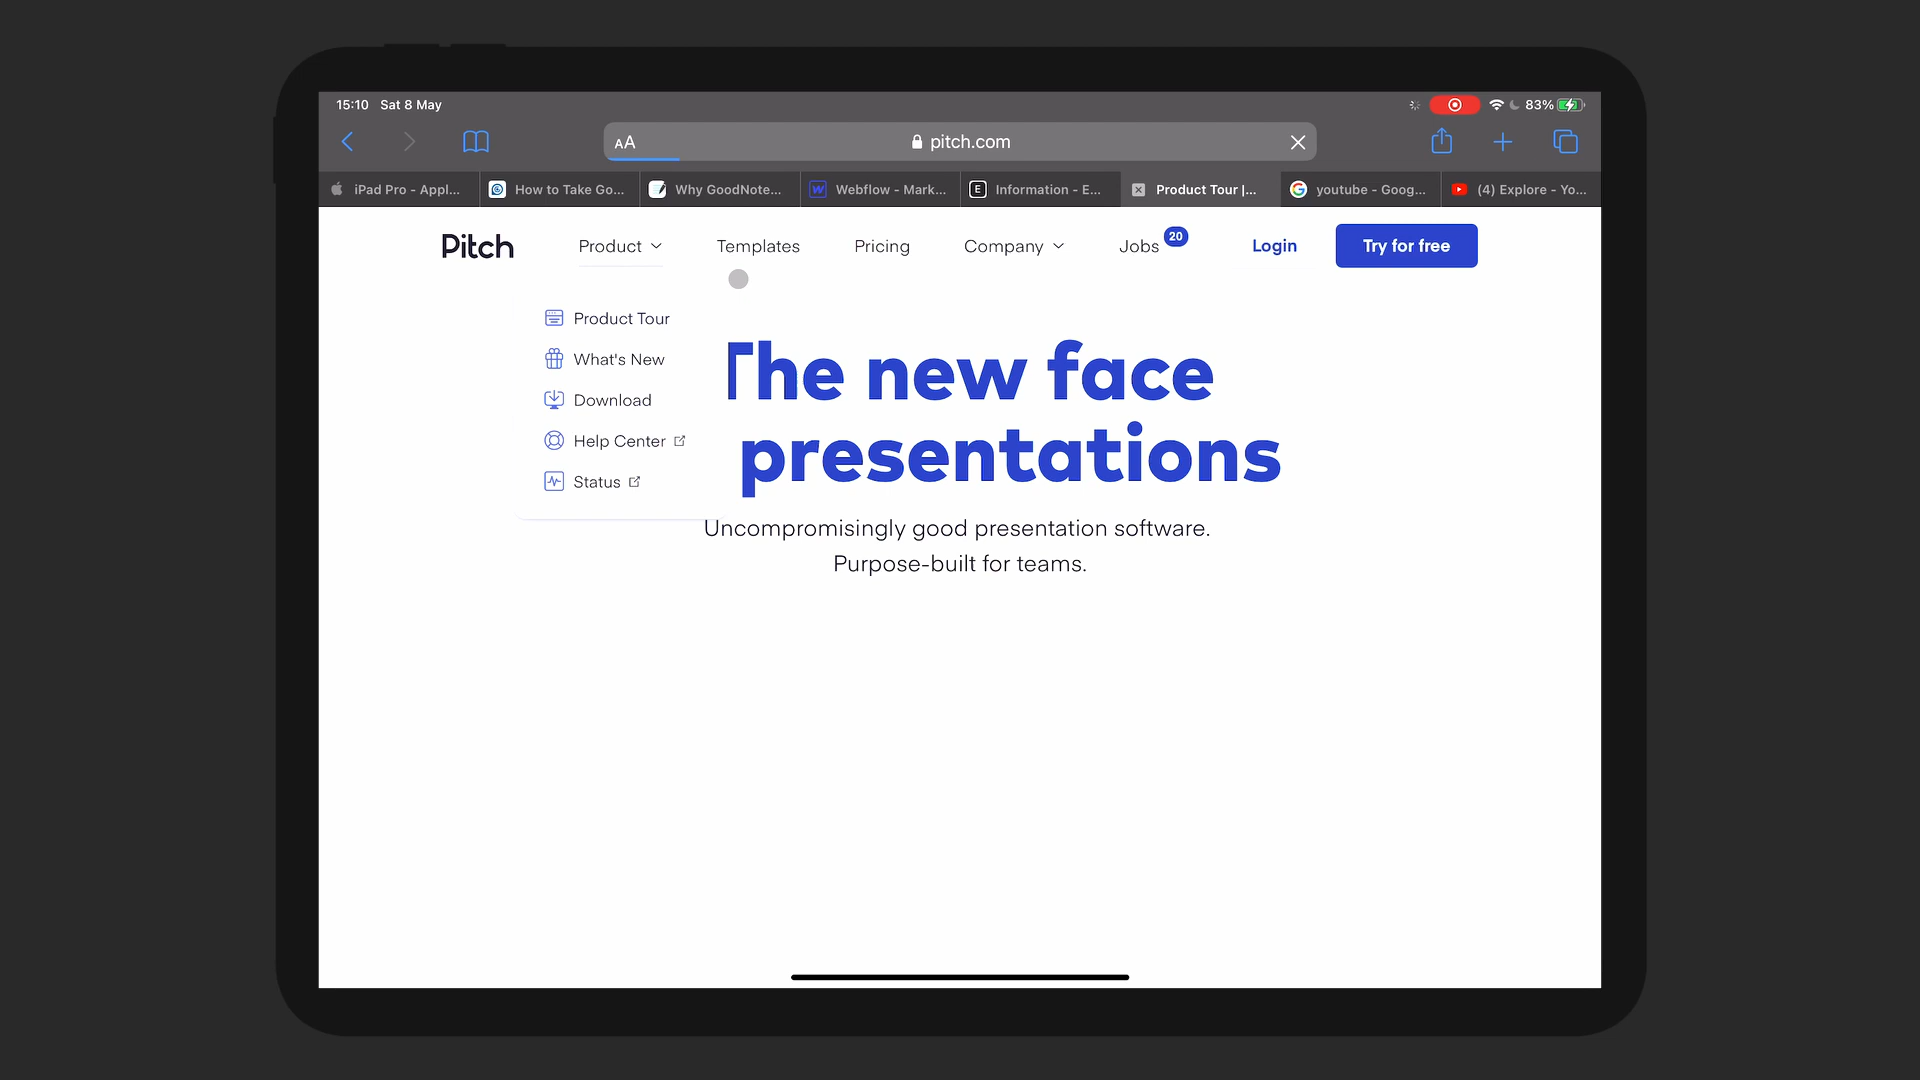 15:10 Sat 8 May
83%
AA pitch.com
iPad Pro - Appl...
How to Take Go...
Why GoodNote...
Webflow - Mark...
Information - E...
Product Tour |...
youtube - Goog...
(4) Explore - Yo...
Pitch
Product
Templates
Pricing
Company
Jobs 20
Login
Try for free
Product Tour
What's New
Download
Help Center
Status
The new face
presentations
Uncompromisingly good presentation software.
Purpose-built for teams.